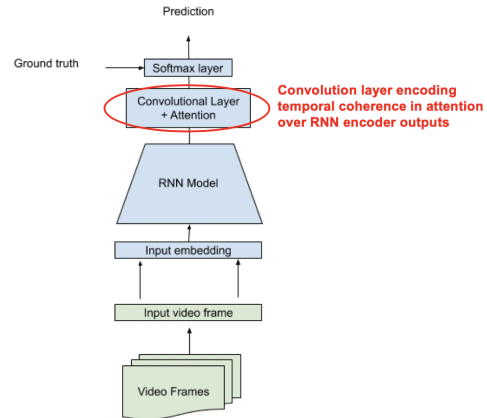 Prediction
Ground truth
Softmax layer
Convolutional Layer
+ Attention
Convolution layer encoding
temporal coherence in attention
over RNN encoder outputs
RNN Model
Input embedding
Input video frame
Video Frames